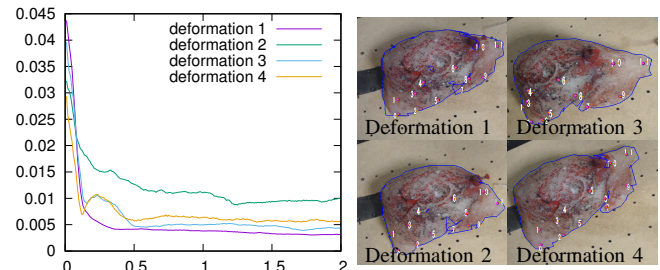 0.045
0.04
0.035
0.03
0.025
0.02
0.015
0.01
0.005
0
0 0.5 1 1.5 2
deformation 1
deformation 2
deformation 3
deformation 4
Deformation 1
Deformation 3
Deformation 2
Deformation 4